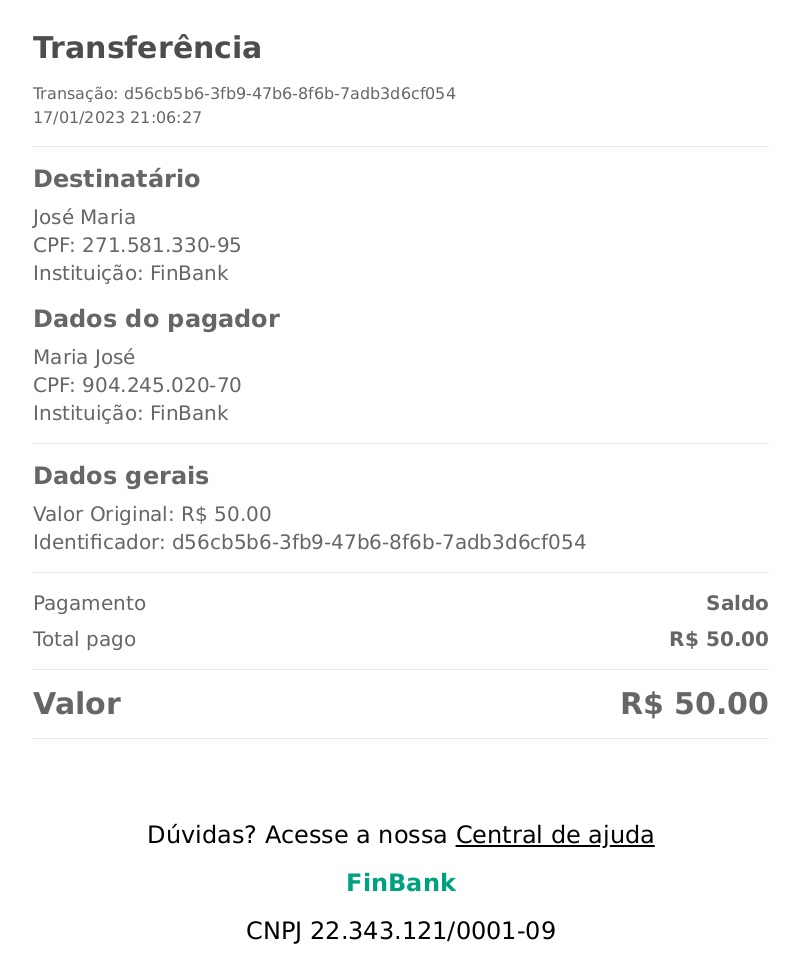 Transferência
Transação: d56cb5b6-3fb9-47b6-8f6b-7adb3d6cf054
17/01/2023 21:06:27
Destinatário
José Maria
CPF: 271.581.330-95
Instituição: FinBank
Dados do pagador
Maria José
CPF: 904.245.020-70
Instituição: FinBank
Dados gerais
Valor Original: R$ 50.00
Identificador: d56cb5b6-3fb9-47b6-8f6b-7adb3d6cf054
Pagamento Saldo
Total pago R$ 50.00
Valor R$ 50.00
Dúvidas? Acesse a nossa Central de ajuda
FinBank
CNPJ 22.343.121/0001-09